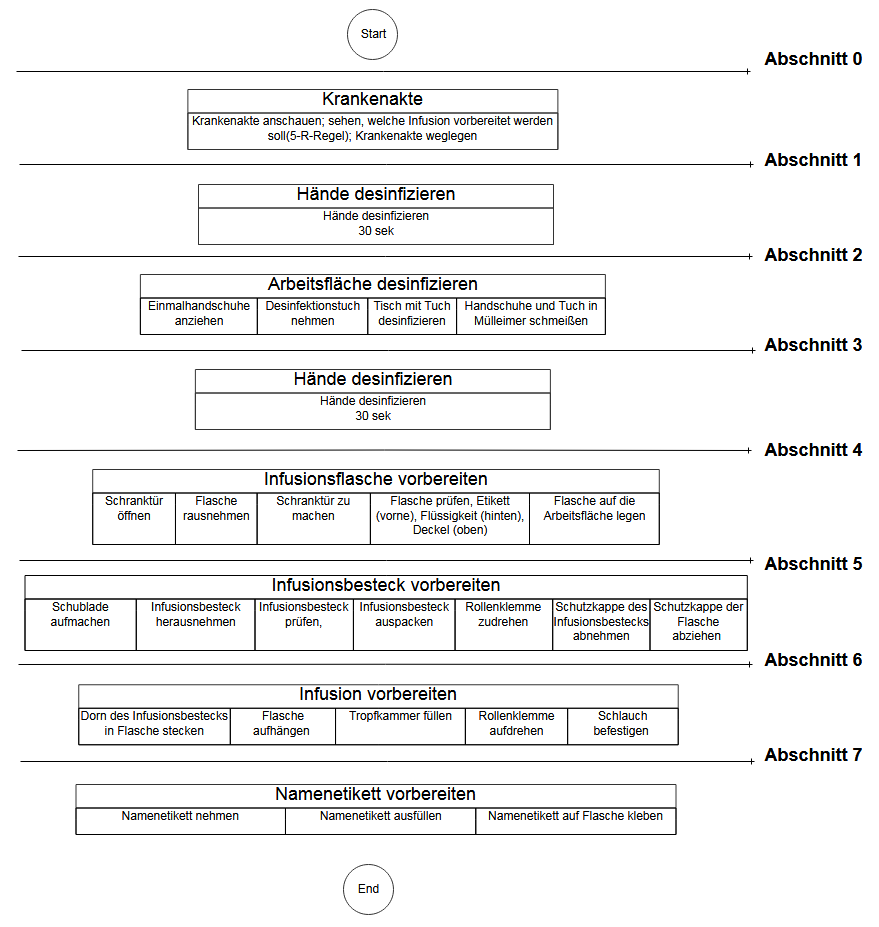 Start
Abschnitt 0
Krankenakte
Krankenakte anschauen; sehen, welche Infusion vorbereitet werden
soll(5-R-Regel); Krankenakte weglegen
Abschnitt 1
Hände desinfizieren
Hände desinfizieren
30 sek
Abschnitt 2
Arbeitsfläche desinfizieren
Einmalhandschuhe
anziehen
Desinfektionstuch
nehmen
Tisch mit Tuch
desinfizieren
Handschuhe und Tuch in
Mülleimer schmeißen
Abschnitt 3
Hände desinfizieren
Hände desinfizieren
30 sek
Abschnitt 4
Infusionsflasche vorbereiten
Schranktür
öffnen
Flasche
rausnehmen
Schranktür zu
machen
Flasche prüfen, Etikett
(vorne), Flüssigkeit (hinten),
Deckel (oben)
Flasche auf die
Arbeitsfläche legen
Abschnitt 5
Infusionsbesteck vorbereiten
Schublade
aufmachen
Infusionsbesteck
herausnehmen
Infusionsbesteck
prüfen,
Infusionsbesteck
auspacken
Rollenklemme
zudrehen
Schutzkappe des
Infusionsbestecks
abnehmen
Schutzkappe der
Flasche
abziehen
Abschnitt 6
Infusion vorbereiten
Dorn des Infusionsbestecks
in Flasche stecken
Flasche
aufhängen
Tropfkammer füllen
Rollenklemme
aufdrehen
Schlauch
befestigen
Abschnitt 7
Namenetikett vorbereiten
Namenetikett nehmen
Namenetikett ausfüllen
Namenetikett auf Flasche kleben
End